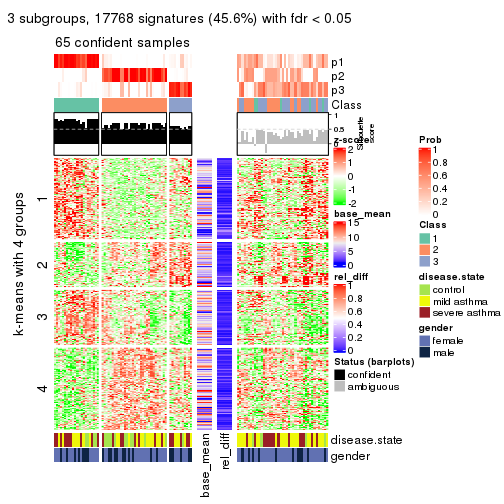 3 subgroups, 17768 signatures (45.6%) with fdr < 0.05
65 confident samples
p1
p2
p3
Class
1
0.5
0
Silhouette
score
k-means with 4 groups
1
2
3
4
z-score
2
1
0
-1
-2
base_mean
15
10
5
0
rel_diff
1
0.8
0.6
0.4
0.2
0
Status (barplots)
confident
ambiguous
Prob
1
0.8
0.6
0.4
0.2
0
Class
1
2
3
disease.state
control
mild asthma
severe asthma
gender
female
male
disease.state
gender
base_mean
rel_diff